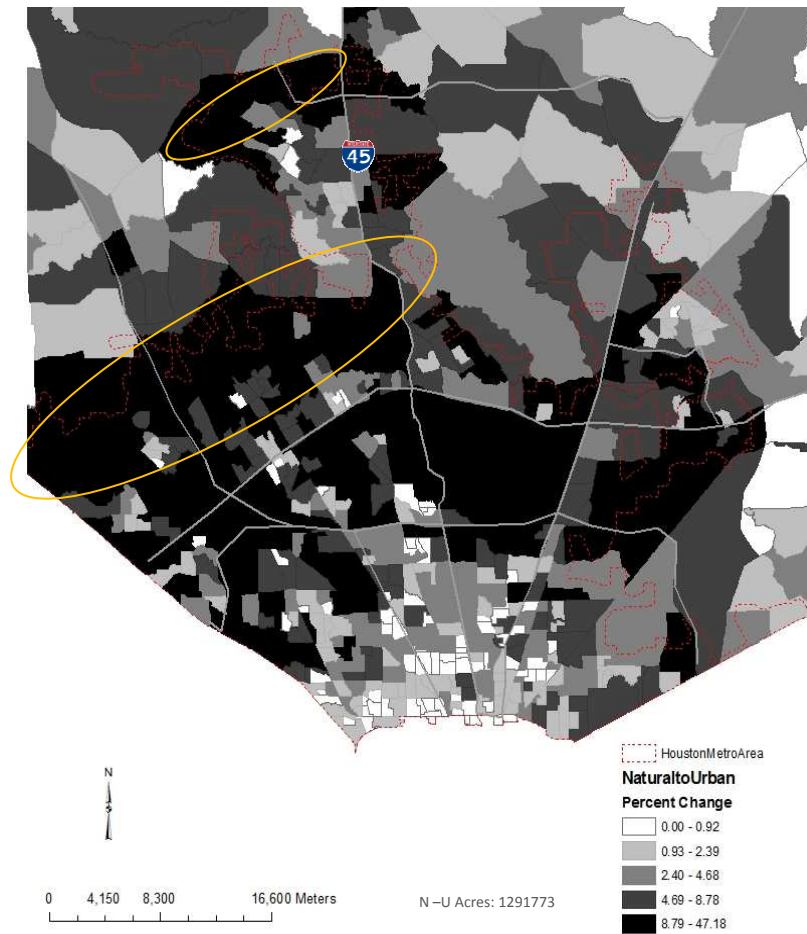 45
HoustonMetroArea
NaturaltoUrban
Percent Change
0.00 - 0.92
0.93 - 2.39
2.40 - 4.68
4.69 - 8.78
8.79 - 47.18
N
S
0 4,150 8,300 16,600 Meters
N –U Acres: 1291773